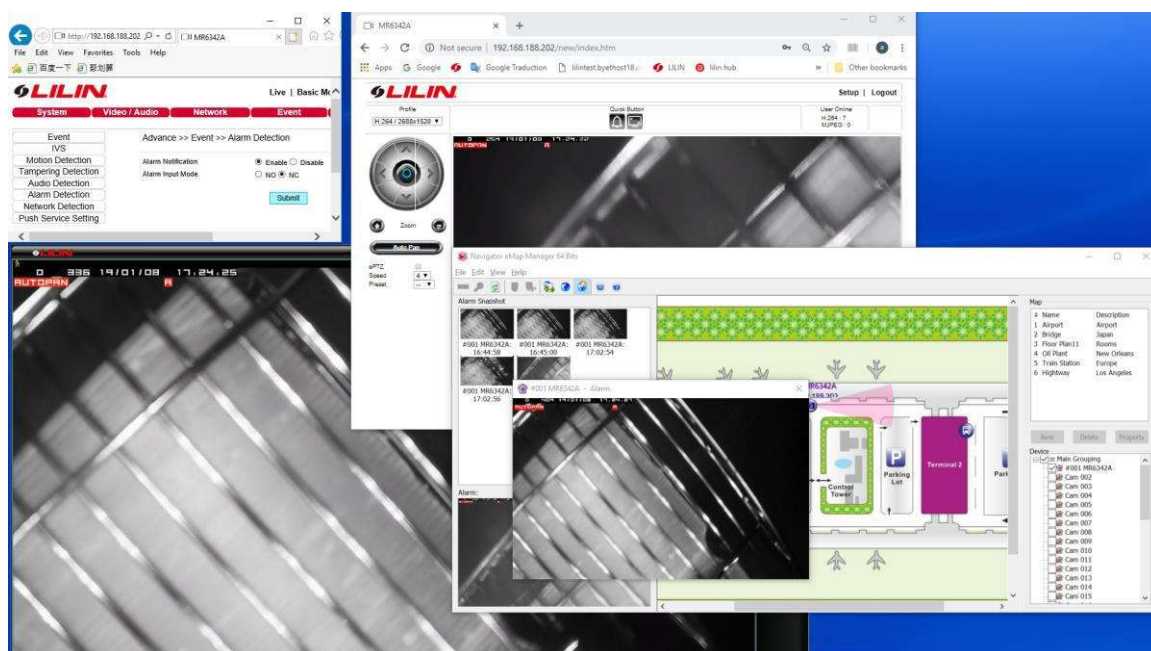 http://192.168.188.202
MR6342A
File Edit View Favorites Tools Help
百度一下
LILIN
Live | Basic Mo
System Video / Audio Network Event
Event
IVS
Motion Detection
Tampering Detection
Audio Detection
Alarm Detection
Network Detection
Push Service Setting
Advance >> Event >> Alarm Detection
Alarm Notification Enable Disable
Alarm Input Mode NO NC
Submit
MR6342A
Not secure | 192.168.188.202/new/index.htm
Apps Google Google Traduction lilintest.byethost18.c LILIN lilin hub » Other bookmarks
LILIN
Setup | Logout
Profile
H.264 / 2688x1520
Quick Button
User Online
H.264 : 7
MJPEG : 0
Zoom
Auto Pan
ePTZ
Speed 4
Preset --
D 254 19/01/08 17.24.22
AUTOPAN A
LILIN
D 336 19/01/08 17.24.25
AUTOPAN A
Navigator eMap Manager 64 Bits
File Edit View Help
Alarm Snapshot
#001 MR6342A: #001 MR6342A: #001 MR6342A:
16:44:58 16:45:00 17:02:54
#001 MR6342A:
17:02:56
Alarm:
#001 MR6342A - Alarm
AUTOPAN A
MR6342A
Control Tower
P
Parking Lot
Terminal 2
Map
# Name Description
1 Airport Airport
2 Bridge Japan
3 Floor Plan11 Rooms
4 Oil Plant New Orleans
5 Train Station Europe
6 Hightway Los Angeles
New Delete Property
Device
Main Grouping
#001 MR6342A
Cam 002
Cam 003
Cam 004
Cam 005
Cam 006
Cam 007
Cam 008
Cam 009
Cam 010
Cam 011
Cam 012
Cam 013
Cam 014
Cam 015